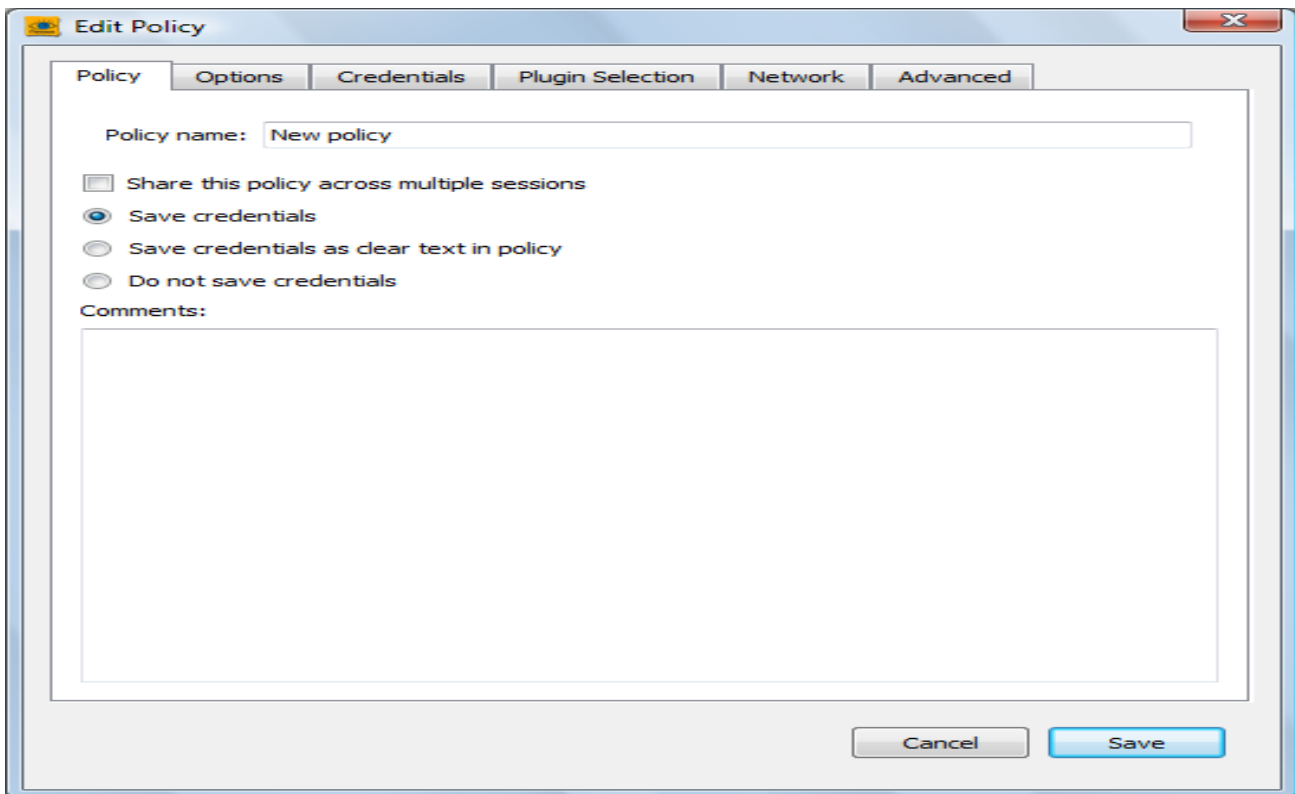 Edit Policy
Policy Options Credentials Plugin Selection Network Advanced
Policy name: New policy
Share this policy across multiple sessions
Save credentials
Save credentials as clear text in policy
Do not save credentials
Comments:
Cancel Save